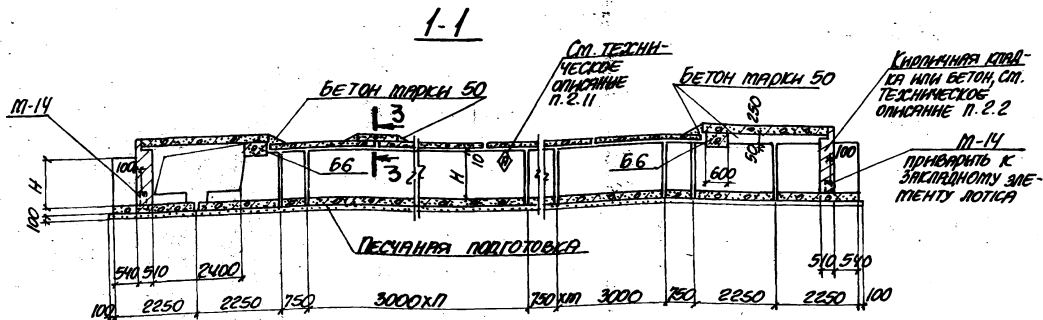 1-1
См. техни-
ческое
описание
п. 2.11
Кирпичная клад-
ка или бетон, см.
техническое
описание п. 2.2
Бетон марки 50
Бетон марки 50
М-14
3
250
М-14
приварить к
закладному эле-
менту лотка
100
Б6
3
Н
10
Б6
50
600
100
Н
100
Песчаная подготовка
540
510
2400
510
540
100
2250
2250
750
3000хп
750хm
3000
750
2250
2250
100